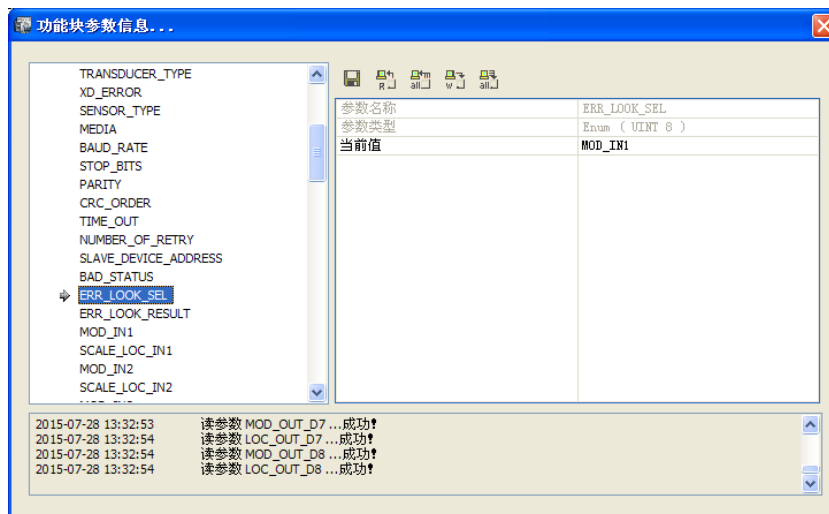 功能块参数信息...
TRANSDUCER_TYPE
XD_ERROR
SENSOR_TYPE
MEDIA
BAUD_RATE
STOP_BITS
PARITY
CRC_ORDER
TIME_OUT
NUMBER_OF_RETRY
SLAVE_DEVICE_ADDRESS
BAD_STATUS
ERR_LOOK_SEL
ERR_LOOK_RESULT
MOD_IN1
SCALE_LOC_IN1
MOD_IN2
SCALE_LOC_IN2
R all w all
参数名称 ERR_LOOK_SEL
参数类型 Enum ( UINT 8 )
当前值 MOD_IN1
2015-07-28 13:32:53 读参数 MOD_OUT_D7 ...成功!
2015-07-28 13:32:54 读参数 LOC_OUT_D7 ...成功!
2015-07-28 13:32:54 读参数 MOD_OUT_D8 ...成功!
2015-07-28 13:32:54 读参数 LOC_OUT_D8 ...成功!